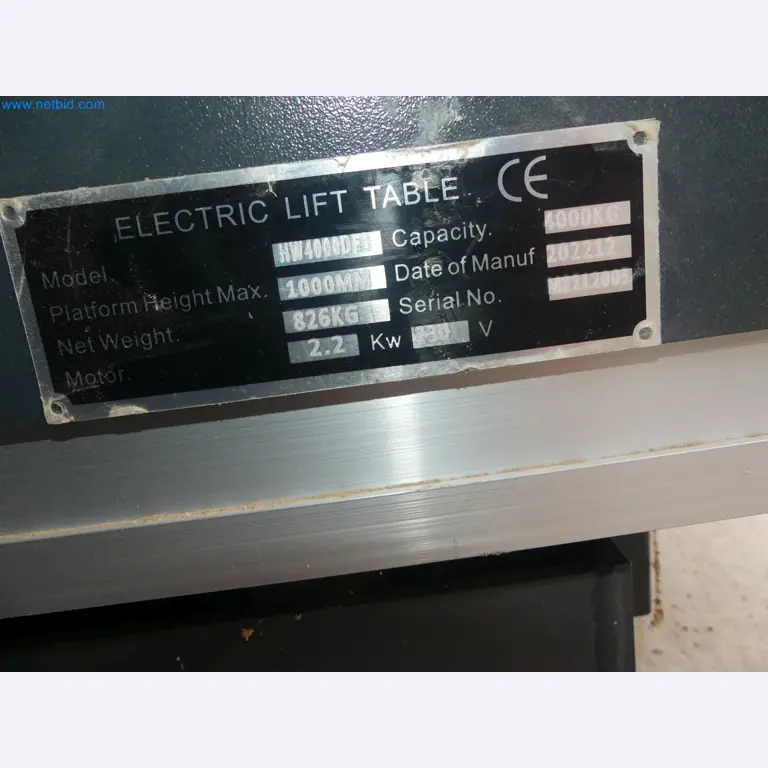 www.netbid.com
ELECTRIC LIFT TABLE CE
Model. Capacity. 4000KG
Platform Height Max. 1000MM Date of Manuf 202212
Net Weight. 826KG Serial No.
Motor. 2.2 Kw V